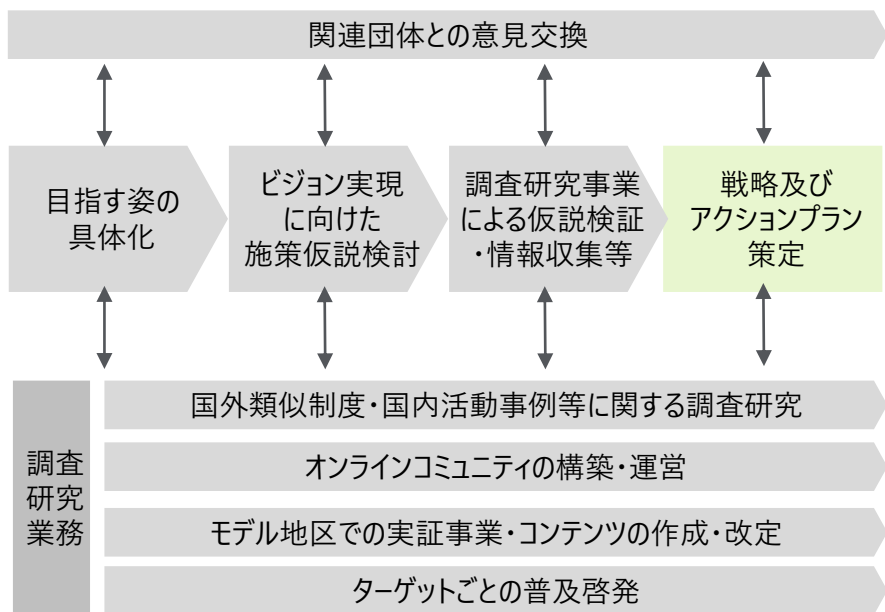 関連団体との意見交換
目指す姿の
具体化
ビジョン実現
に向けた
施策仮説検討
調査研究事業
による仮説検証
・情報収集等
戦略及び
アクションプラン
策定
調査
研究
業務
国外類似制度・国内活動事例等に関する調査研究
オンラインコミュニティの構築・運営
モデル地区での実証事業・コンテンツの作成・改定
ターゲットごとの普及啓発